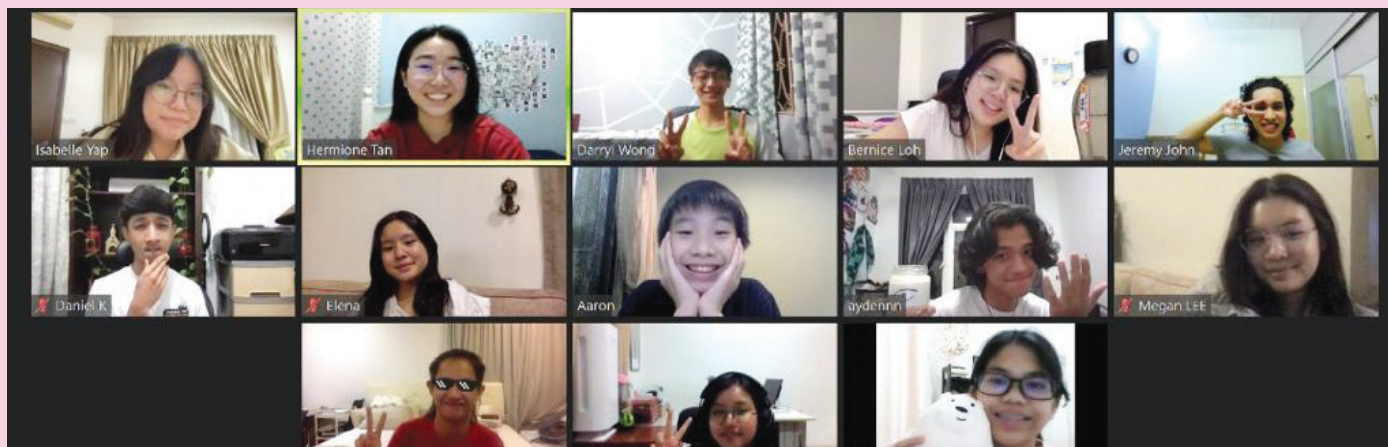 Isabelle Yap
Hermione Tan
Darryl Wong
Bernice Loh
Jeremy John
Daniel K
Elena
Aaron
aydennn
Megan LEE